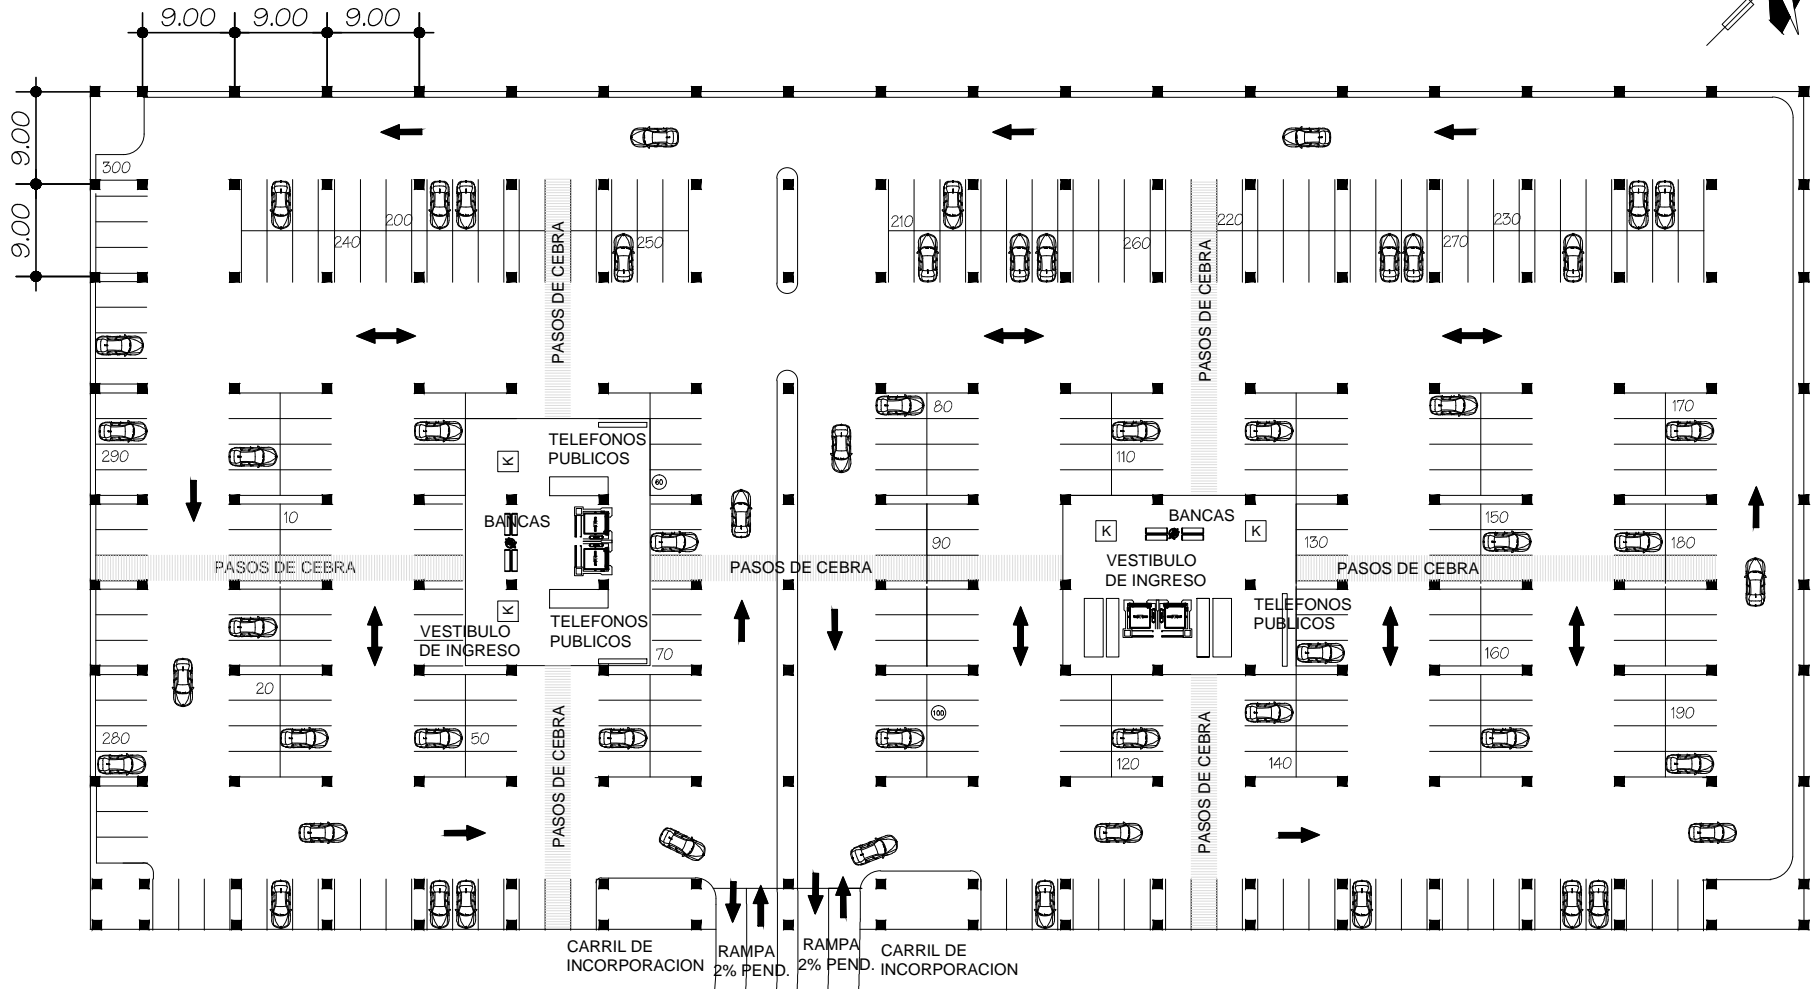 9.00 9.00 9.00
9.00
9.00
300
200
240
250
210
260
220
230
270
PASOS DE CEBRA
PASOS DE CEBRA
290
10
TELEFONOS
PUBLICOS
K
60
80
110
170
BANCAS
K
BANCAS
K
150
90
130
180
PASOS DE CEBRA
PASOS DE CEBRA
VESTIBULO
DE INGRESO
PASOS DE CEBRA
K
TELEFONOS
PUBLICOS
VESTIBULO
DE INGRESO
TELEFONOS
PUBLICOS
70
160
20
280
50
100
120
140
190
PASOS DE CEBRA
PASOS DE CEBRA
CARRIL DE
INCORPORACION
RAMPA
2% PEND.
RAMPA
2% PEND.
CARRIL DE
INCORPORACION